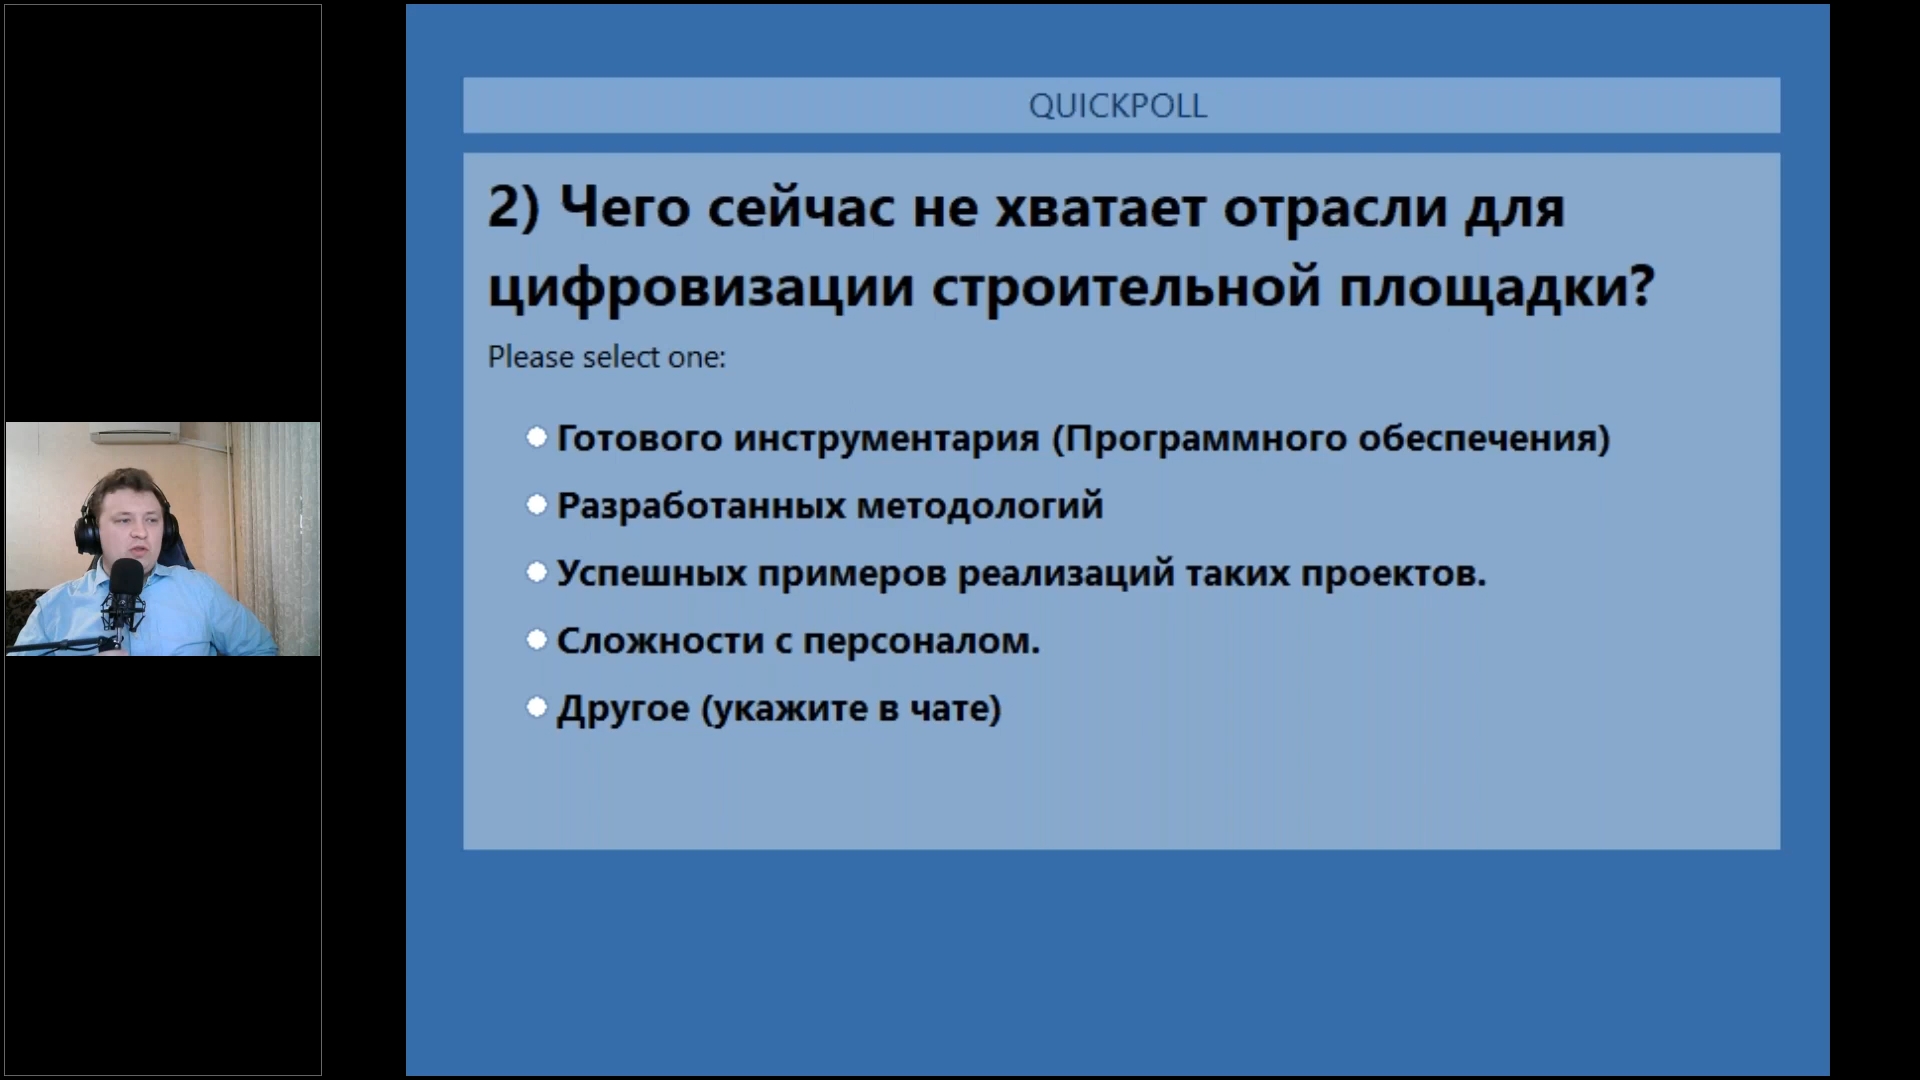 QUICKPOLL
2) Чего сейчас не хватает отрасли для
цифровизации строительной площадки?
Please select one:
Готового инструментария (Программного обеспечения)
Разработанных методологий
Успешных примеров реализаций таких проектов.
Сложности с персоналом.
Другое (укажите в чате)